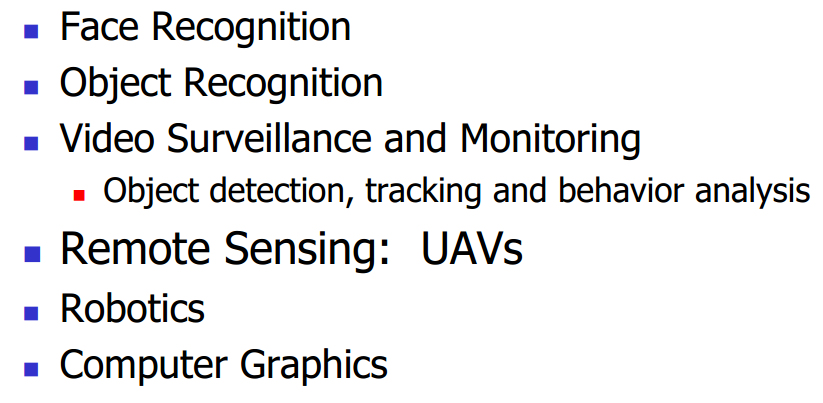 Face Recognition
Object Recognition
Video Surveillance and Monitoring
Object detection, tracking and behavior analysis
Remote Sensing:  UAVs
Robotics
Computer Graphics